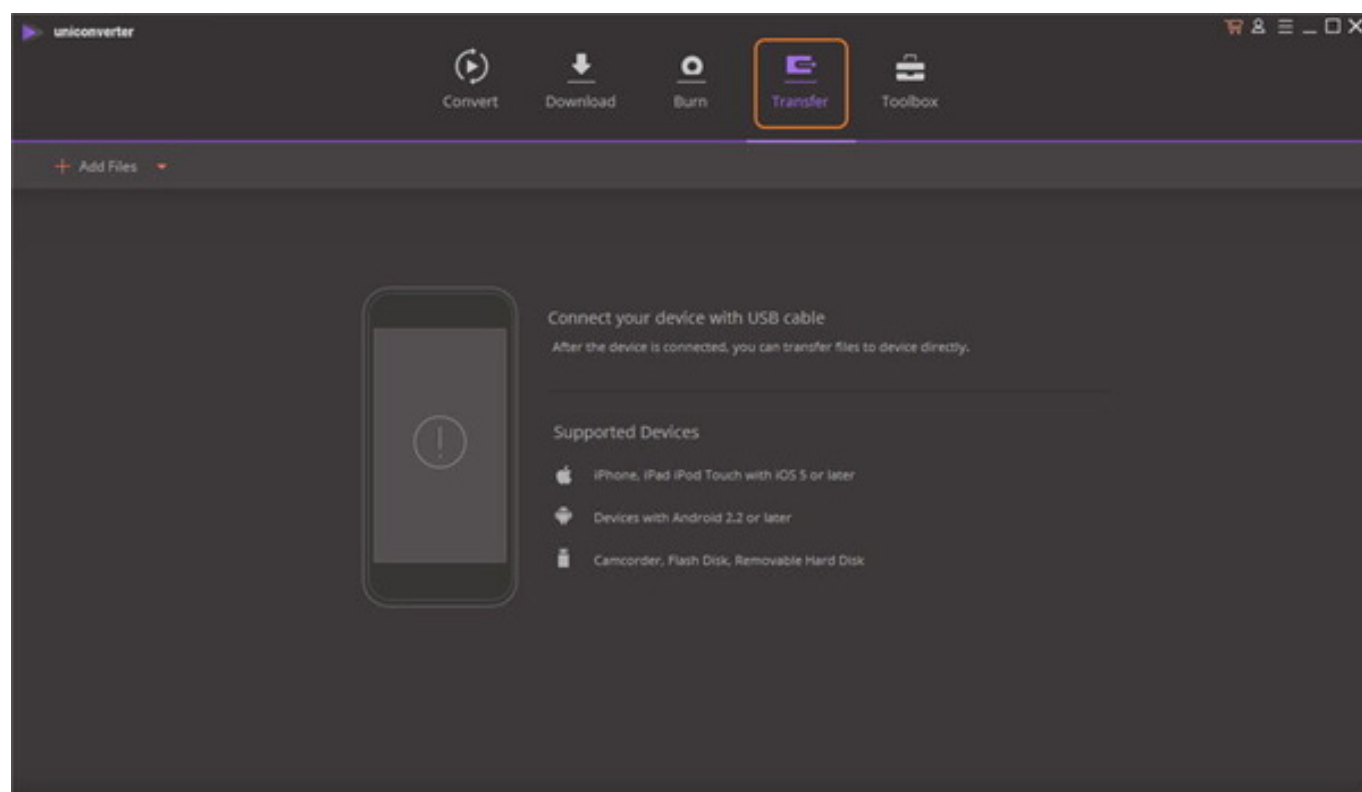 uniconverter
Convert
Download
Burn
Transfer
Toolbox
Add Files
Connect your device with USB cable
After the device is connected, you can transfer files to device directly.
Supported Devices
iPhone, iPad iPod Touch with iOS 5 or later
Devices with Android 2.2 or later
Camcorder, Flash Disk, Removable Hard Disk